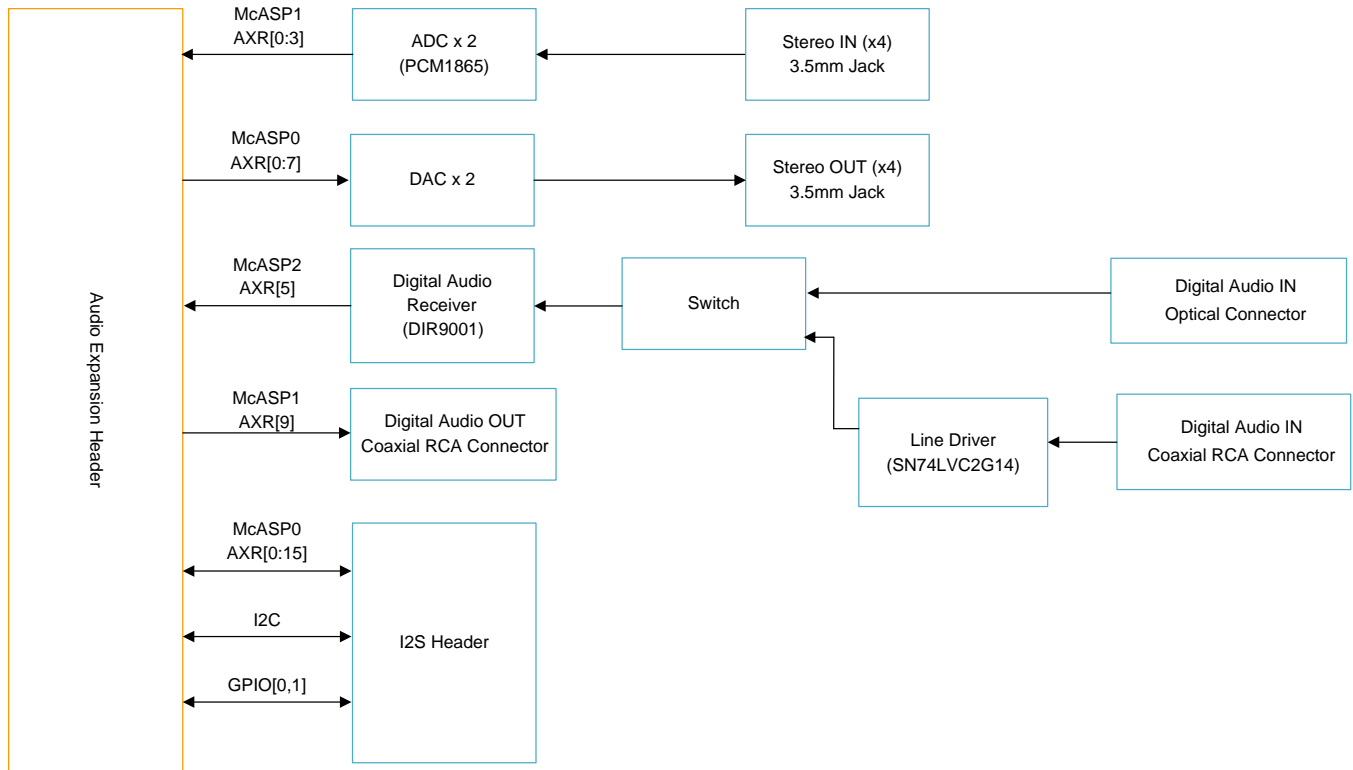 McASP1
AXR[0:3]
ADC x 2
(PCM1865)
Stereo IN (x4)
3.5mm Jack
McASP0
AXR[0:7]
DAC x 2
Stereo OUT (x4)
3.5mm Jack
McASP2
AXR[5]
Digital Audio
Receiver
(DIR9001)
Switch
Digital Audio IN
Optical Connector
Audio Expansion Header
McASP1
AXR[9]
Digital Audio OUT
Coaxial RCA Connector
Line Driver
(SN74LVC2G14)
Digital Audio IN
Coaxial RCA Connector
McASP0
AXR[0:15]
I2C
GPIO[0,1]
I2S Header